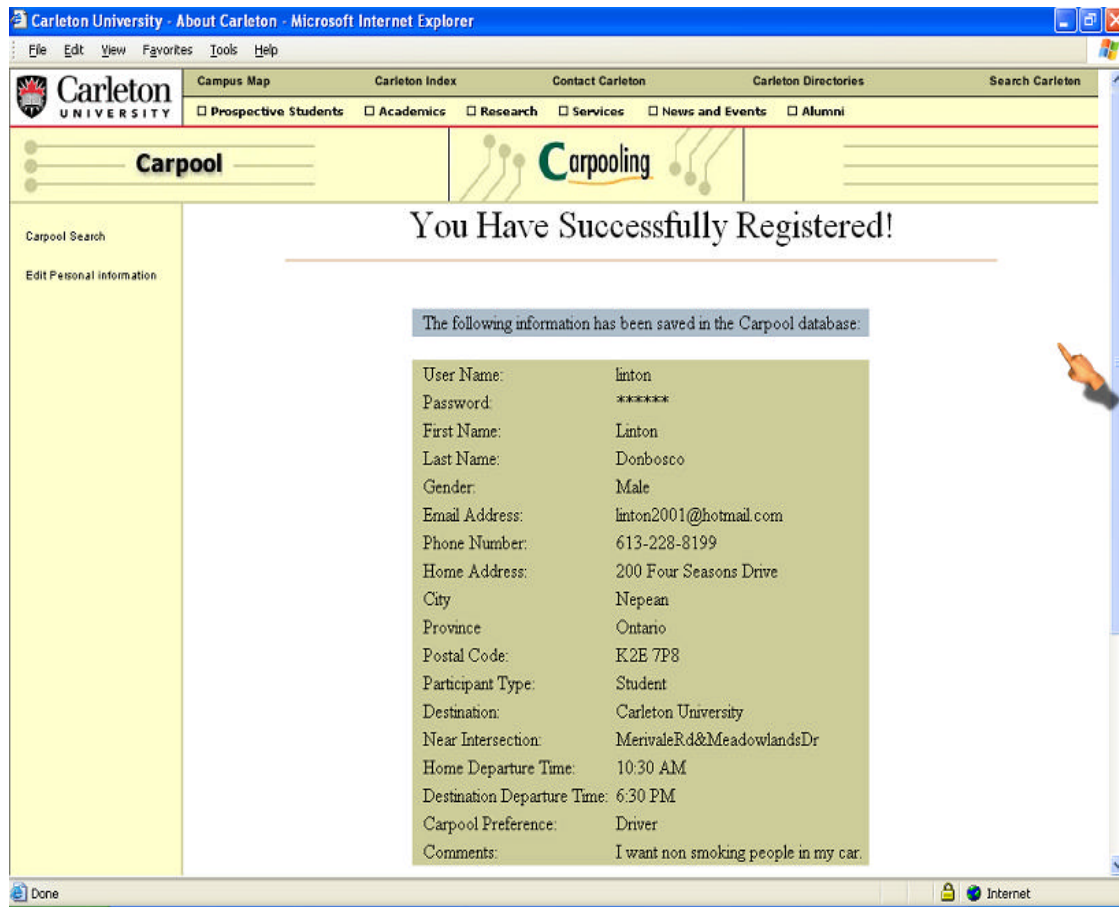 Carleton University - About Carleton - Microsoft Internet Explorer
File Edit View Favorites Tools Help
Carleton
UNIVERSITY
Campus Map Carleton Index Contact Carleton Carleton Directories Search Carleton
Prospective Students Academics Research Services News and Events Alumni
Carpool
Carpooling
Carpool Search
Edit Personal information
You Have Successfully Registered!
The following information has been saved in the Carpool database:
User Name: linton
Password: ******
First Name: Linton
Last Name: Donbosco
Gender: Male
Email Address: linton2001@hotmail.com
Phone Number: 613-228-8199
Home Address: 200 Four Seasons Drive
City Nepean
Province Ontario
Postal Code: K2E 7P8
Participant Type: Student
Destination: Carleton University
Near Intersection: MerivaleRd&MeadowlandsDr
Home Departure Time: 10:30 AM
Destination Departure Time: 6:30 PM
Carpool Preference: Driver
Comments: I want non smoking people in my car.
Done Internet